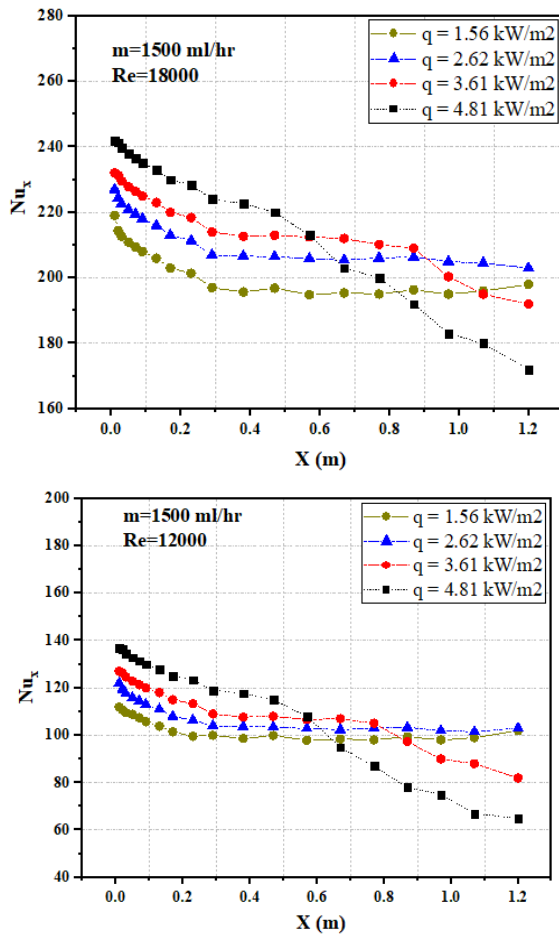 280
260
240
220
200
180
160
Nux
m=1500 ml/hr
Re=18000
q = 1.56 kW/m2
q = 2.62 kW/m2
q = 3.61 kW/m2
q = 4.81 kW/m2
0.0 0.2 0.4 0.6 0.8 1.0 1.2
X (m)
200
180
160
140
120
100
80
60
40
Nux
m=1500 ml/hr
Re=12000
q = 1.56 kW/m2
q = 2.62 kW/m2
q = 3.61 kW/m2
q = 4.81 kW/m2
0.0 0.2 0.4 0.6 0.8 1.0 1.2
X (m)